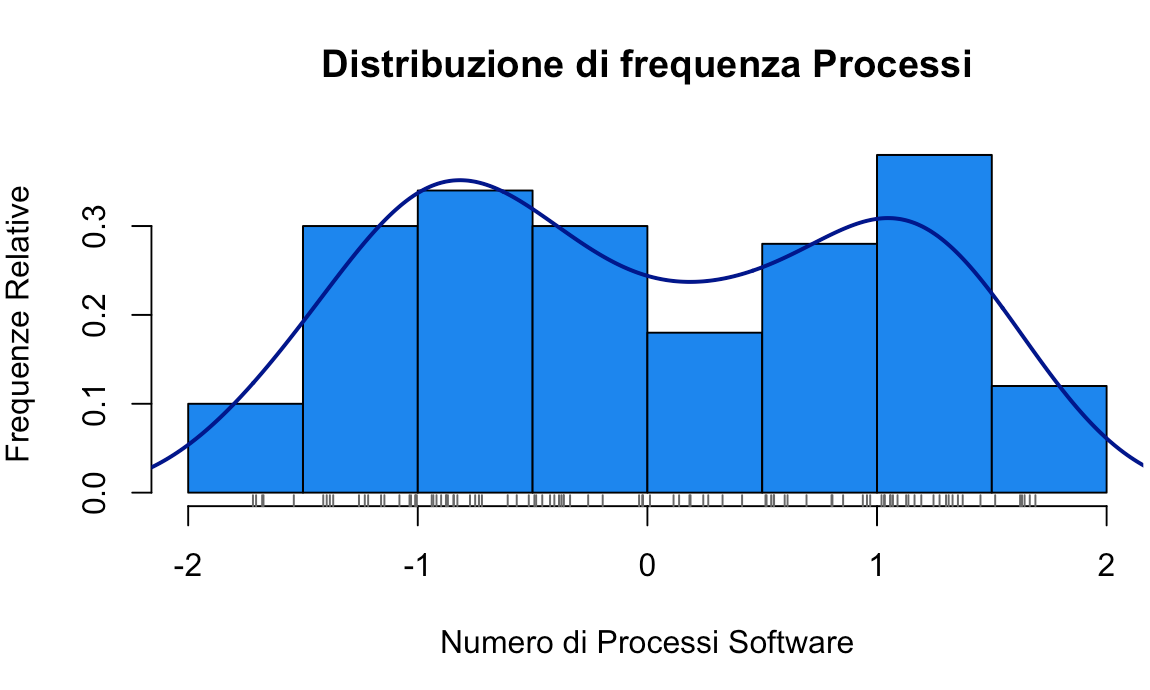 Distribuzione di frequenza Processi
Frequenze Relative
0.3
0.2
0.1
0.0
-2 -1 0 1 2
Numero di Processi Software